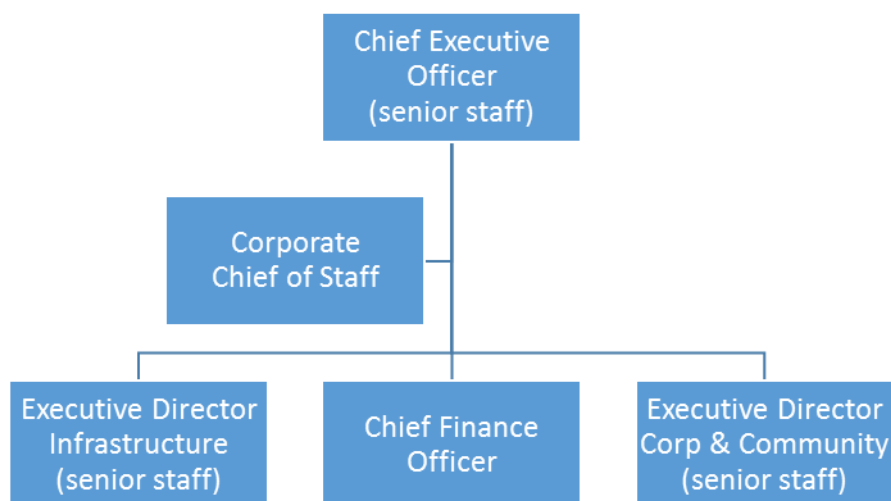 Chief Executive
Officer
(senior staff)
Corporate
Chief of Staff
Executive Director
Infrastructure
(senior staff)
Chief Finance
Officer
Executive Director
Corp & Community
(senior staff)